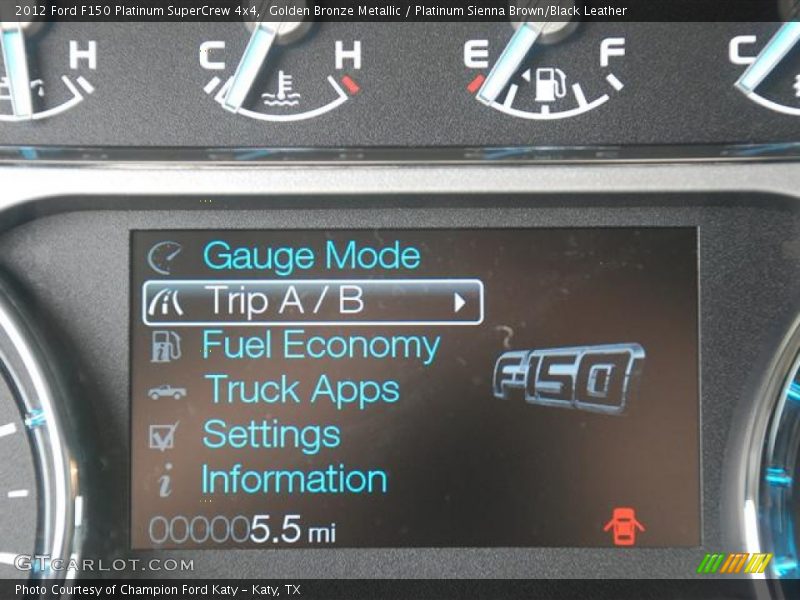 2012 Ford F150 Platinum SuperCrew 4x4,  Golden Bronze Metallic / Platinum Sienna Brown/Black Leather
H C H E F C
Gauge Mode
Trip A / B
Fuel Economy
Truck Apps
Settings
Information
F-150
000005.5 mi
GTCARLOT.COM
Photo Courtesy of Champion Ford Katy - Katy, TX